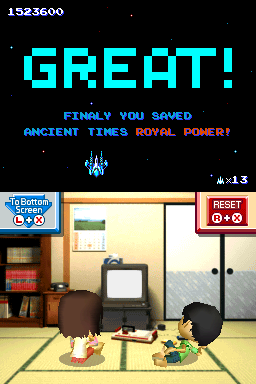 1523600
GREAT!
FINALY YOU SAVED
ANCIENT TIMES ROYAL POWER!
×13
To Bottom
Screen
L+X
RESET
R+X